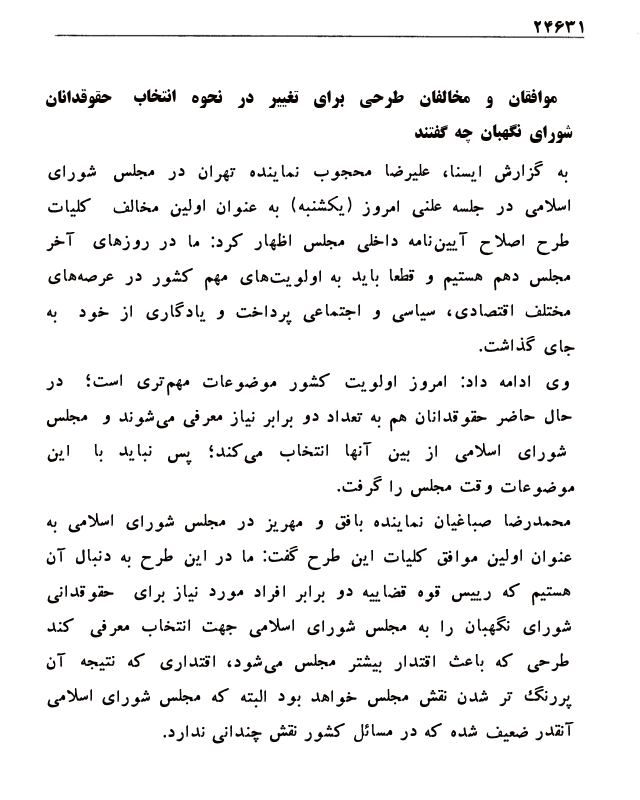 ۲۴۶۳۱
موافقان و مخالفان طرحی برای تغییر در نحوه انتخاب حقوقدانان
شورای نگهبان چه گفتند
به گزارش ایسنا، علیرضا محجوب نماینده تهران در مجلس شورای
اسلامی در جلسه علنی امروز (یکشنبه) به عنوان اولین مخالف کلیات
طرح اصلاح آیین‌نامه داخلی مجلس اظهار کرد: ما در روزهای آخر
مجلس دهم هستیم و قطعا باید به اولویت‌های مهم کشور در عرصه‌های
مختلف اقتصادی، سیاسی و اجتماعی پرداخت و یادگاری از خود به
جای گذاشت.
وی ادامه داد: امروز اولویت کشور موضوعات مهم‌تری است؛ در
حال حاضر حقوقدانان هم به تعداد دو برابر نیاز معرفی می‌شوند و مجلس
شورای اسلامی از بین آنها انتخاب می‌کند؛ پس نباید با این
موضوعات وقت مجلس را گرفت.
محمدرضا صباغیان نماینده بافق و مهریز در مجلس شورای اسلامی به
عنوان اولین موافق کلیات این طرح گفت: ما در این طرح به دنبال آن
هستیم که رییس قوه قضاییه دو برابر افراد مورد نیاز برای حقوقدانی
شورای نگهبان را به مجلس شورای اسلامی جهت انتخاب معرفی کند
طرحی که باعث اقتدار بیشتر مجلس می‌شود، اقتداری که نتیجه آن
پررنگ تر شدن نقش مجلس خواهد بود البته که مجلس شورای اسلامی
آنقدر ضعیف شده که در مسائل کشور نقش چندانی ندارد.